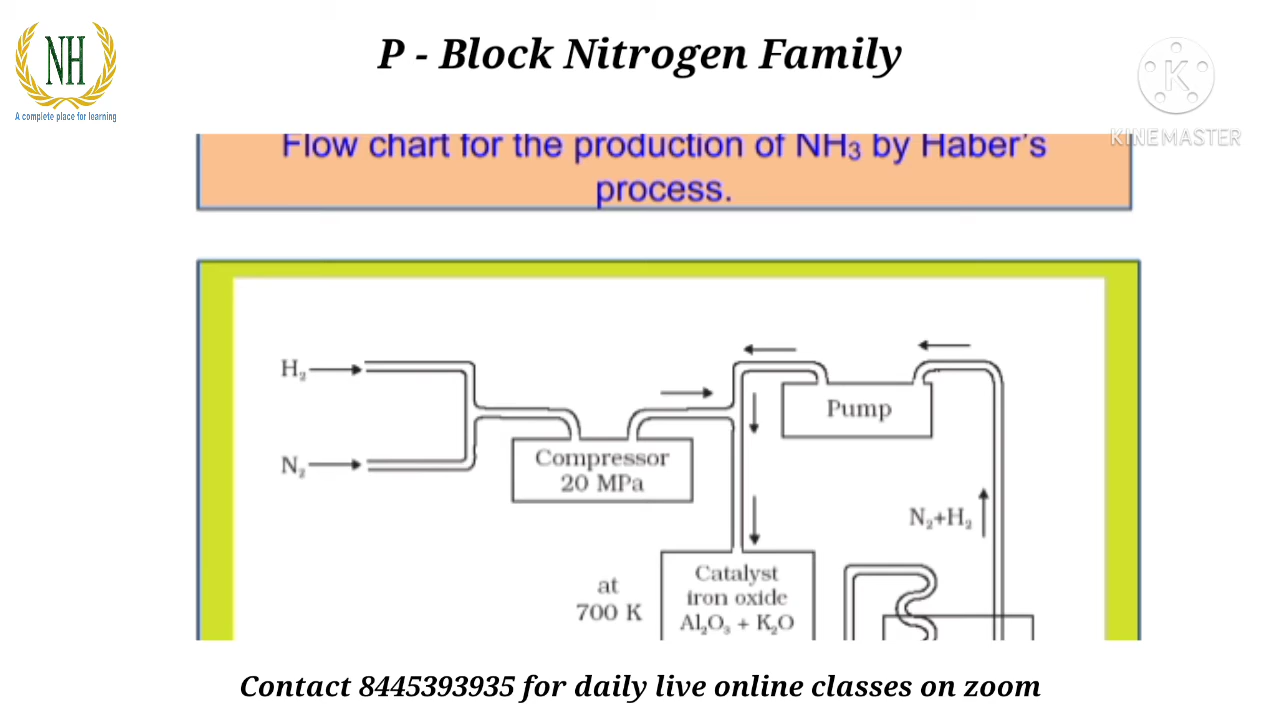 NH
A complete place for learning
P - Block Nitrogen Family
K
KINEMASTER
Flow chart for the production of NH₃ by Haber's
process.
H₂
N₂
Compressor
20 MPa
Pump
N₂+H₂
at
700 K
Catalyst
iron oxide
Al₂O₃ + K₂O
Contact 8445393935 for daily live online classes on zoom